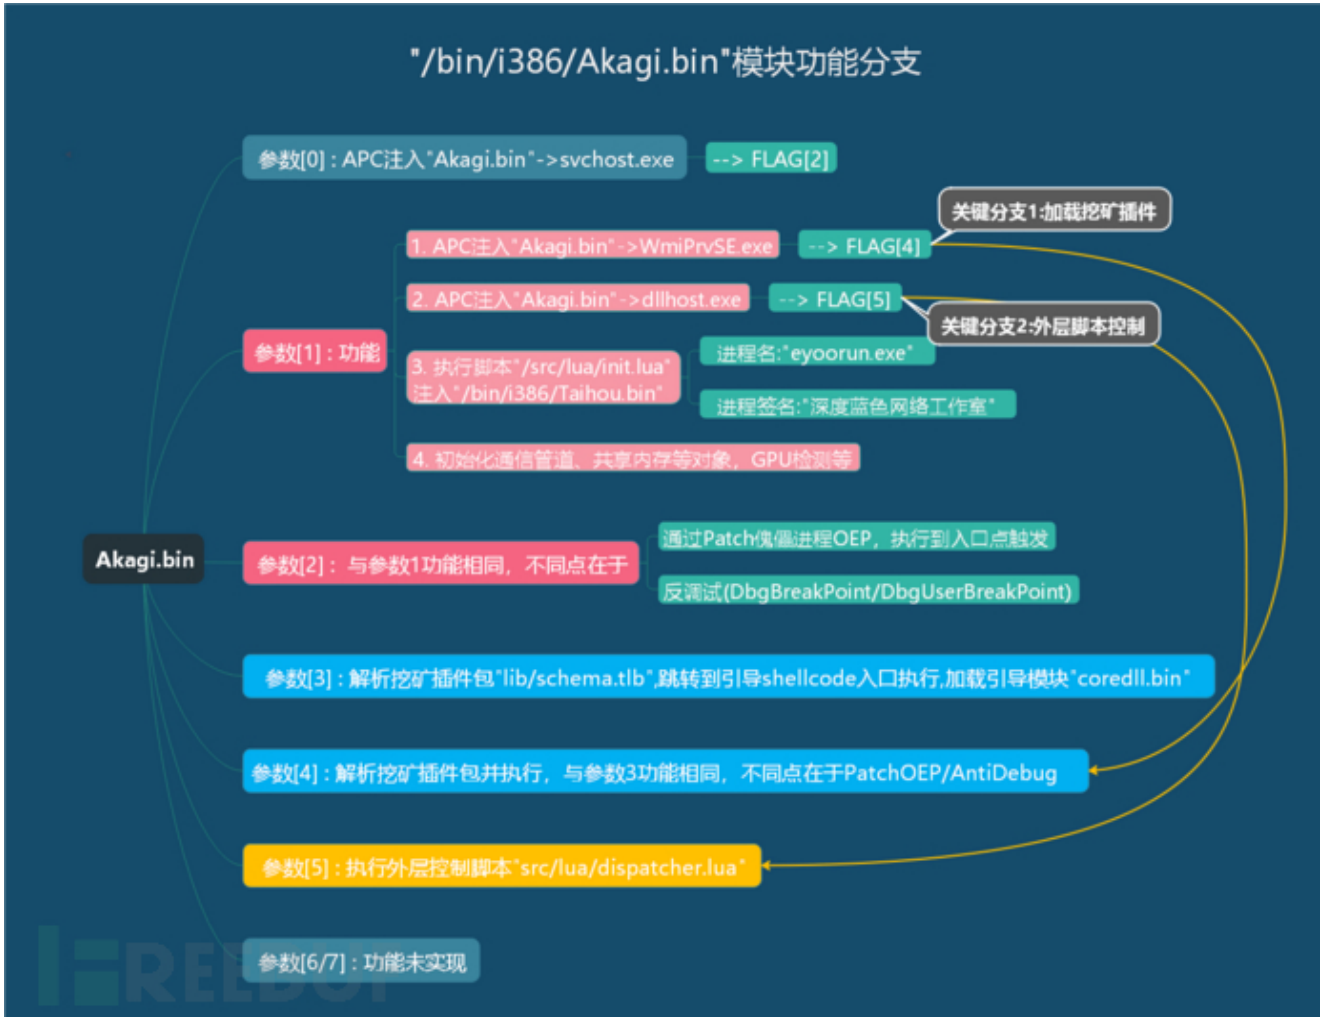 "/bin/i386/Akagi.bin"模块功能分支
参数[0] : APC注入"Akagi.bin"->svchost.exe
--> FLAG[2]
关键分支1:加载挖矿插件
1. APC注入"Akagi.bin"->WmiPrvSE.exe
--> FLAG[4]
2. APC注入"Akagi.bin"->dllhost.exe
--> FLAG[5]
关键分支2:外层脚本控制
参数[1] : 功能
3. 执行脚本"/src/lua/init.lua"
注入"/bin/i386/Taihou.bin"
进程名:"eyoorun.exe"
进程签名:"深度蓝色网络工作室"
4. 初始化通信管道、共享内存等对象，GPU检测等
Akagi.bin
参数[2] : 与参数1功能相同，不同点在于
通过Patch傀儡进程OEP，执行到入口点触发
反调试(DbgBreakPoint/DbgUserBreakPoint)
参数[3] : 解析挖矿插件包"lib/schema.tlb",跳转到引导shellcode入口执行,加载引导模块"coredll.bin"
参数[4] : 解析挖矿插件包并执行，与参数3功能相同，不同点在于PatchOEP/AntiDebug
参数[5] : 执行外层控制脚本"src/lua/dispatcher.lua"
参数[6/7] : 功能未实现
FREEBUF